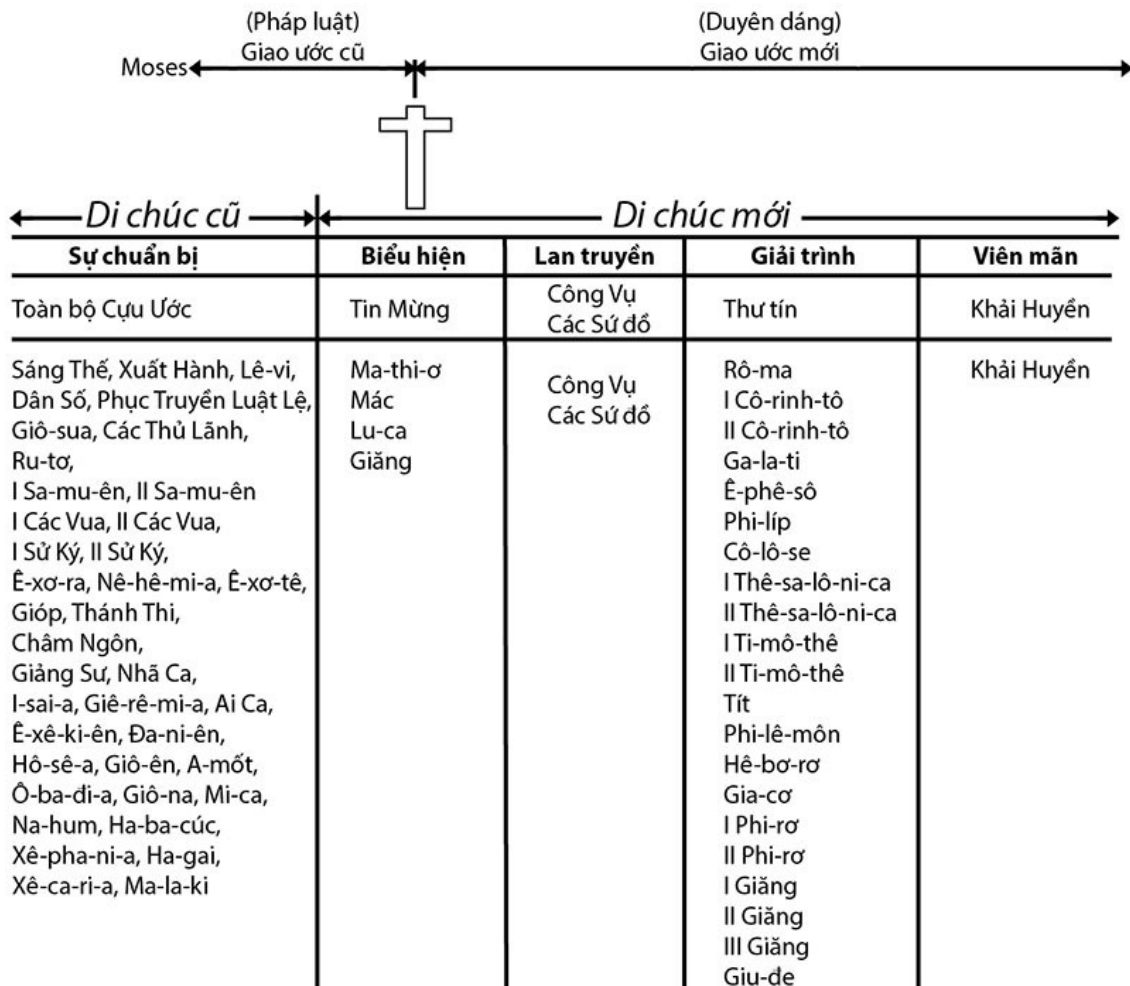 (Pháp luật)
Giao ước cũ
(Duyên dáng)
Giao ước mới
Moses
Di chúc cũ
Di chúc mới
Sự chuẩn bị
Biểu hiện
Lan truyền
Giải trình
Viên mãn
Toàn bộ Cựu Ước
Tin Mừng
Công Vụ
Các Sứ đồ
Thư tín
Khải Huyền
Sáng Thế, Xuất Hành, Lê-vi,
Dân Số, Phục Truyền Luật Lệ,
Giô-sua, Các Thủ Lãnh,
Ru-tơ,
I Sa-mu-ên, II Sa-mu-ên
I Các Vua, II Các Vua,
I Sử Ký, II Sử Ký,
Ê-xơ-ra, Nê-hê-mi-a, Ê-xơ-tê,
Gióp, Thánh Thi,
Châm Ngôn,
Giảng Sư, Nhã Ca,
I-sai-a, Giê-rê-mi-a, Ai Ca,
Ê-xê-ki-ên, Đa-ni-ên,
Hô-sê-a, Giô-ên, A-mốt,
Ô-ba-đi-a, Giô-na, Mi-ca,
Na-hum, Ha-ba-cúc,
Xê-pha-ni-a, Ha-gai,
Xê-ca-ri-a, Ma-la-ki
Ma-thi-ơ
Mác
Lu-ca
Giăng
Công Vụ
Các Sứ đồ
Rô-ma
I Cô-rinh-tô
II Cô-rinh-tô
Ga-la-ti
Ê-phê-sô
Phi-líp
Cô-lô-se
I Thê-sa-lô-ni-ca
II Thê-sa-lô-ni-ca
I Ti-mô-thê
II Ti-mô-thê
Tít
Phi-lê-môn
Hê-bơ-rơ
Gia-cơ
I Phi-rơ
II Phi-rơ
I Giăng
II Giăng
III Giăng
Giu-đe
Khải Huyền